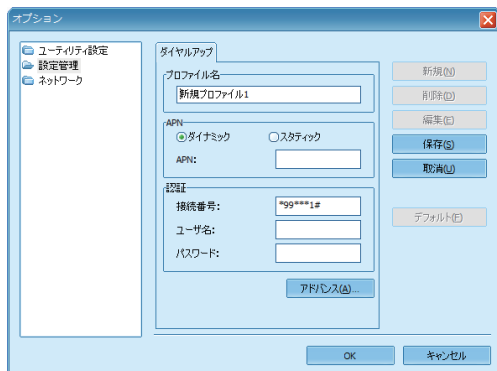 オプション
ユーティリティ設定
設定管理
ネットワーク
ダイヤルアップ
プロファイル名
新規プロファイル1
APN
ダイナミック
スタティック
APN:
認証
接続番号:
*99***1#
ユーザ名:
パスワード:
アドバンス(A)...
新規(N)
削除(D)
編集(E)
保存(S)
取消(U)
デフォルト(F)
OK
キャンセル